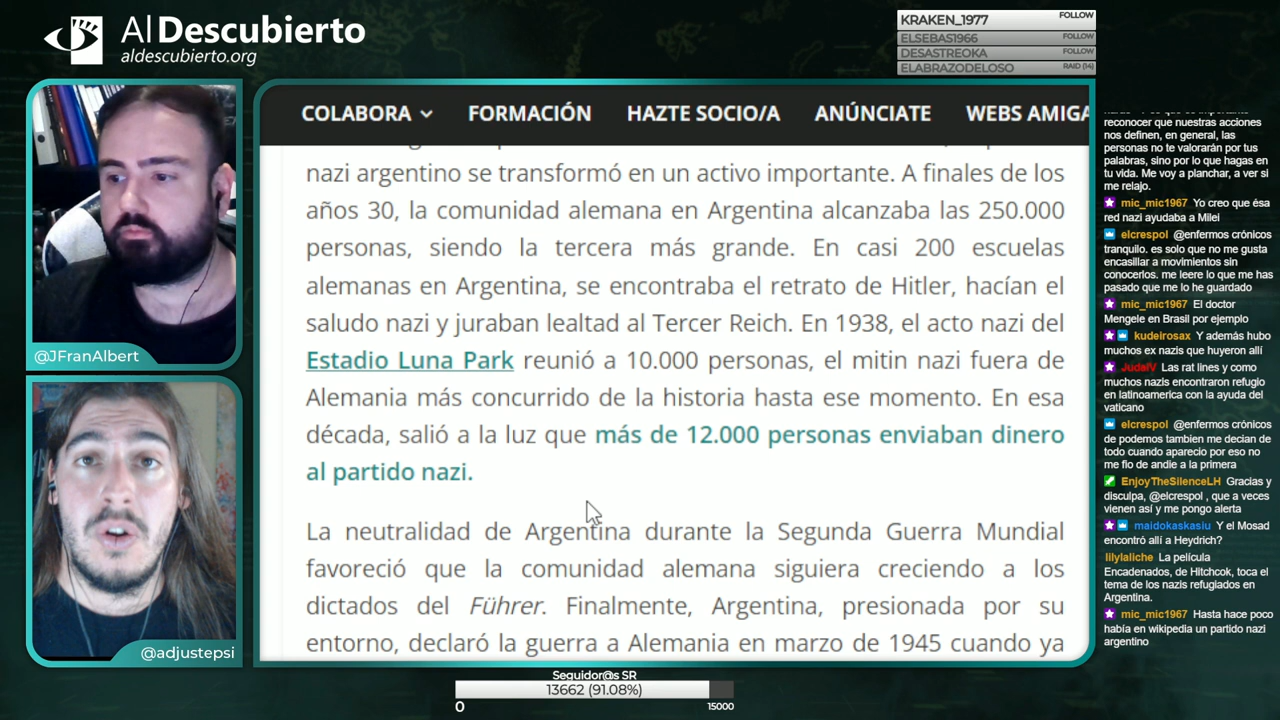 Al Descubierto
aldescubierto.org
KRAKEN_1977 FOLLOW
ELSEBAS1966 FOLLOW
DESASTREOKA FOLLOW
ELABRAZODELOSO RAID (14)
@JFranAlbert
@adjustepsi
COLABORA FORMACIÓN HAZTE SOCIO/A ANÚNCIATE WEBS AMIGA
nazi argentino se transformó en un activo importante. A finales de los
años 30, la comunidad alemana en Argentina alcanzaba las 250.000
personas, siendo la tercera más grande. En casi 200 escuelas
alemanas en Argentina, se encontraba el retrato de Hitler, hacían el
saludo nazi y juraban lealtad al Tercer Reich. En 1938, el acto nazi del
Estadio Luna Park reunió a 10.000 personas, el mitin nazi fuera de
Alemania más concurrido de la historia hasta ese momento. En esa
década, salió a la luz que más de 12.000 personas enviaban dinero
al partido nazi.
La neutralidad de Argentina durante la Segunda Guerra Mundial
favoreció que la comunidad alemana siguiera creciendo a los
dictados del Führer. Finalmente, Argentina, presionada por su
entorno, declaró la guerra a Alemania en marzo de 1945 cuando ya
reconocer que nuestras acciones
nos definen, en general, las
personas no te valorarán por tus
palabras, sino por lo que hagas en
tu vida. Me voy a planchar, a ver si
me relajo.
mic_mic1967 Yo creo que ésa
red nazi ayudaba a Milei
elcrespol @enfermos crónicos
tranquilo. es solo que no me gusta
encasillar a movimientos sin
conocerlos. me leere lo que me has
pasado que me lo he guardado
mic_mic1967 El doctor
Mengele en Brasil por ejemplo
kudeirosax Y además hubo
muchos ex nazis que huyeron allí
JudalV Las rat lines y como
muchos nazis encontraron refugio
en latinoamerica con la ayuda del
vaticano
elcrespol @enfermos crónicos
de podemos tambien me decian de
todo cuando aparecio por eso no
me fio de andie a la primera
EnjoyTheSilenceLH Gracias y
disculpa, @elcrespol , que a veces
vienen así y me pongo alerta
maidokaskasiu Y el Mosad
encontró allí a Heydrich?
lilylaliche La película
Encadenados, de Hitchcok, toca el
tema de los nazis refugiados en
Argentina.
mic_mic1967 Hasta hace poco
había en wikipedia un partido nazi
argentino
Seguidor@s SR
13662 (91.08%)
0 15000